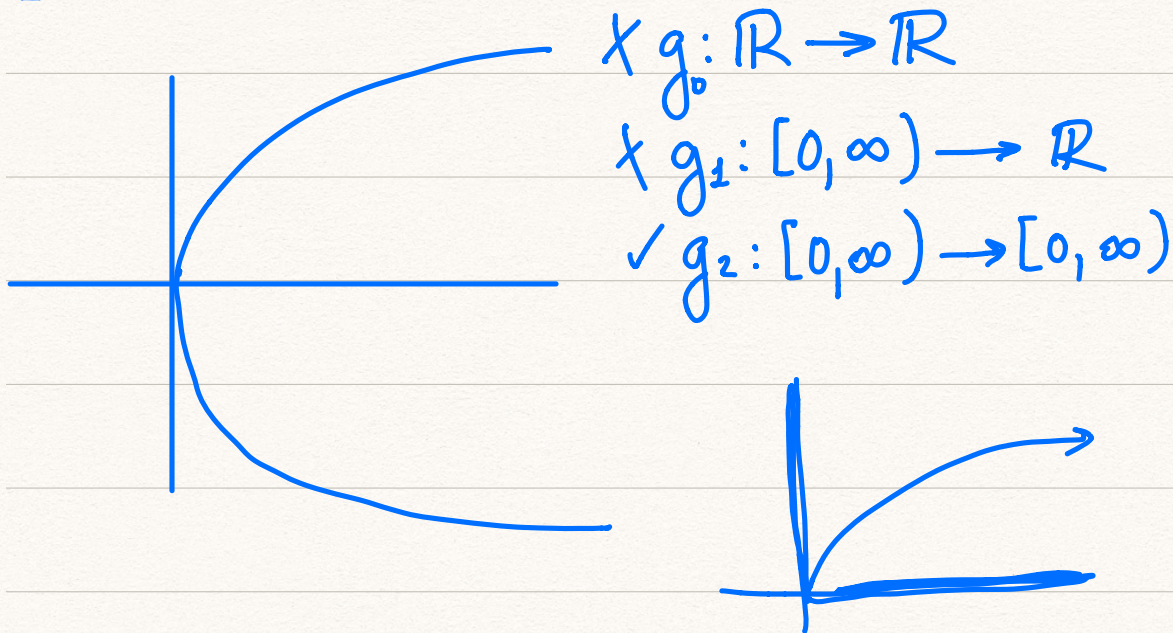 ✗ g₀: ℝ → ℝ
✗ g₁: [0, ∞) → ℝ
✓ g₂: [0, ∞) → [0, ∞)